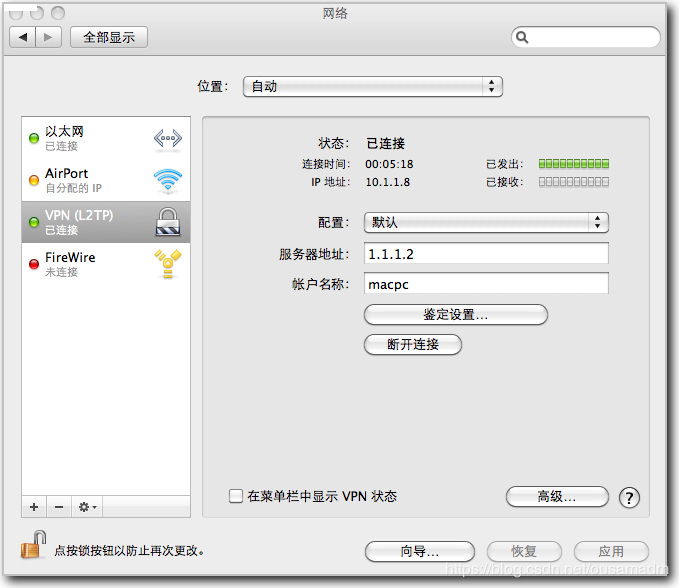 网络
全部显示
位置： 自动
以太网
已连接
AirPort
自分配的 IP
VPN (L2TP)
已连接
FireWire
未连接
状态： 已连接
连接时间： 00:05:18 已发出：
IP 地址： 10.1.1.8 已接收：
配置： 默认
服务器地址： 1.1.1.2
帐户名称： macpc
鉴定设置...
断开连接
在菜单栏中显示 VPN 状态
高级... ?
点按锁按钮以防止再次更改。
向导... 恢复 应用
https://blog.csdn.net/ousamadm